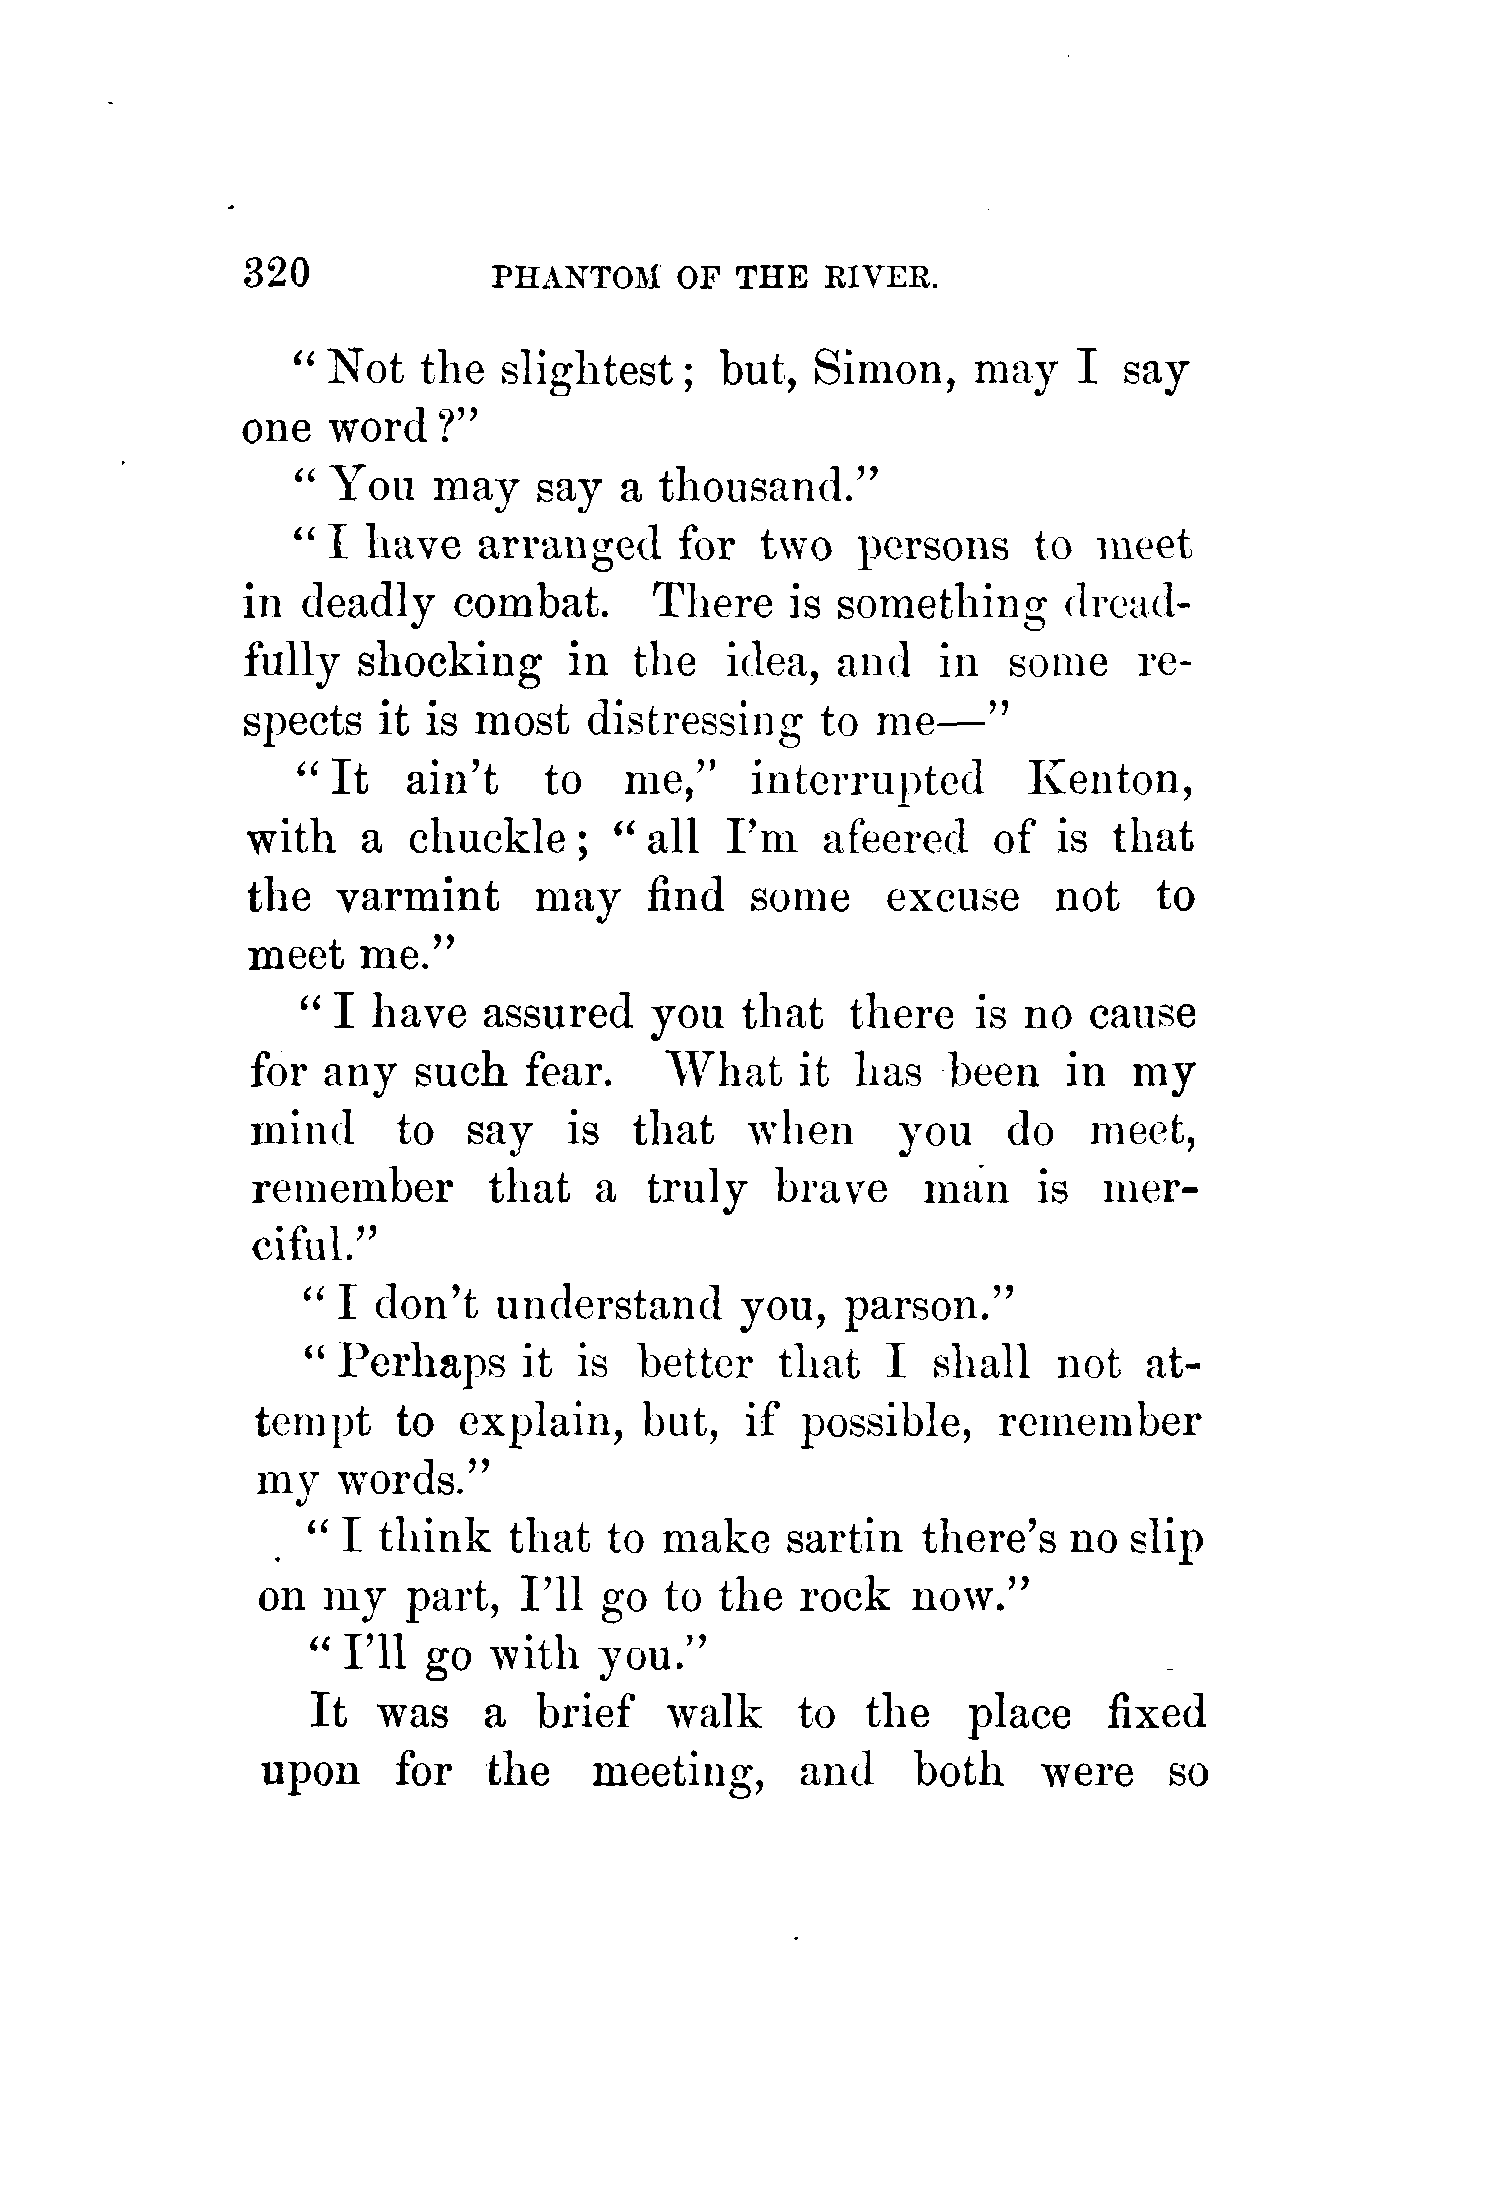 320 PHANTOM OF THE RIVER.
"Not the slightest; but, Simon, may I say
one word?"
"You may say a thousand."
"I have arranged for two persons to meet
in deadly combat. There is something dread-
fully shocking in the idea, and in some re-
spects it is most distressing to me—"
"It ain't to me," interrupted Kenton,
with a chuckle; "all I'm afeered of is that
the varmint may find some excuse not to
meet me."
"I have assured you that there is no cause
for any such fear. What it has been in my
mind to say is that when you do meet,
remember that a truly brave man is mer-
ciful."
"I don't understand you, parson."
"Perhaps it is better that I shall not at-
tempt to explain, but, if possible, remember
my words."
"I think that to make sartin there's no slip
on my part, I'll go to the rock now."
"I'll go with you."
It was a brief walk to the place fixed
upon for the meeting, and both were so